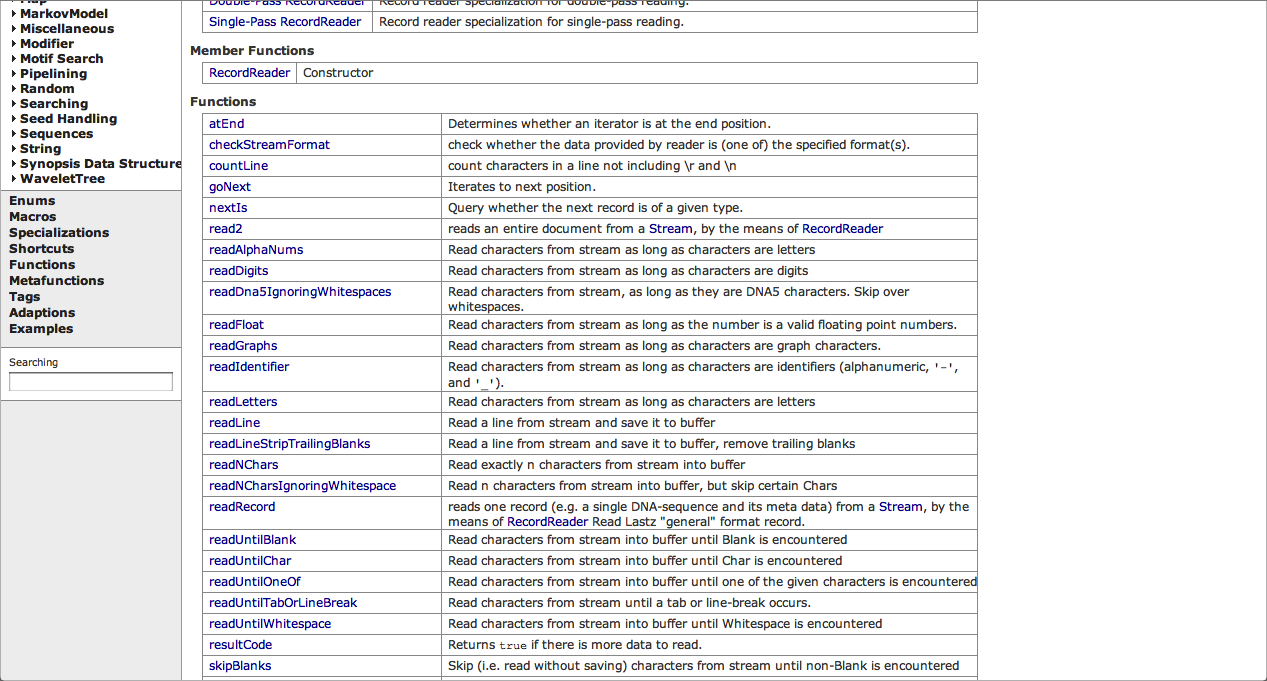 Map
MarkovModel
Miscellaneous
Modifier
Motif Search
Pipelining
Random
Searching
Seed Handling
Sequences
String
Synopsis Data Structure
WaveletTree
Enums
Macros
Specializations
Shortcuts
Functions
Metafunctions
Tags
Adaptions
Examples
Searching
Double-Pass RecordReader Record reader specialization for double-pass reading.
Single-Pass RecordReader Record reader specialization for single-pass reading.
Member Functions
RecordReader Constructor
Functions
atEnd Determines whether an iterator is at the end position.
checkStreamFormat check whether the data provided by reader is (one of) the specified format(s).
countLine count characters in a line not including \r and \n
goNext Iterates to next position.
nextIs Query whether the next record is of a given type.
read2 reads an entire document from a Stream, by the means of RecordReader
readAlphaNums Read characters from stream as long as characters are letters
readDigits Read characters from stream as long as characters are digits
readDna5IgnoringWhitespaces Read characters from stream, as long as they are DNA5 characters. Skip over
whitespaces.
readFloat Read characters from stream as long as the number is a valid floating point numbers.
readGraphs Read characters from stream as long as characters are graph characters.
readIdentifier Read characters from stream as long as characters are identifiers (alphanumeric, '-',
and '_').
readLetters Read characters from stream as long as characters are letters
readLine Read a line from stream and save it to buffer
readLineStripTrailingBlanks Read a line from stream and save it to buffer, remove trailing blanks
readNChars Read exactly n characters from stream into buffer
readNCharsIgnoringWhitespace Read n characters from stream into buffer, but skip certain Chars
readRecord reads one record (e.g. a single DNA-sequence and its meta data) from a Stream, by the
means of RecordReader Read Lastz "general" format record.
readUntilBlank Read characters from stream into buffer until Blank is encountered
readUntilChar Read characters from stream into buffer until Char is encountered
readUntilOneOf Read characters from stream into buffer until one of the given characters is encountered
readUntilTabOrLineBreak Read characters from stream until a tab or line-break occurs.
readUntilWhitespace Read characters from stream into buffer until Whitespace is encountered
resultCode Returns true if there is more data to read.
skipBlanks Skip (i.e. read without saving) characters from stream until non-Blank is encountered